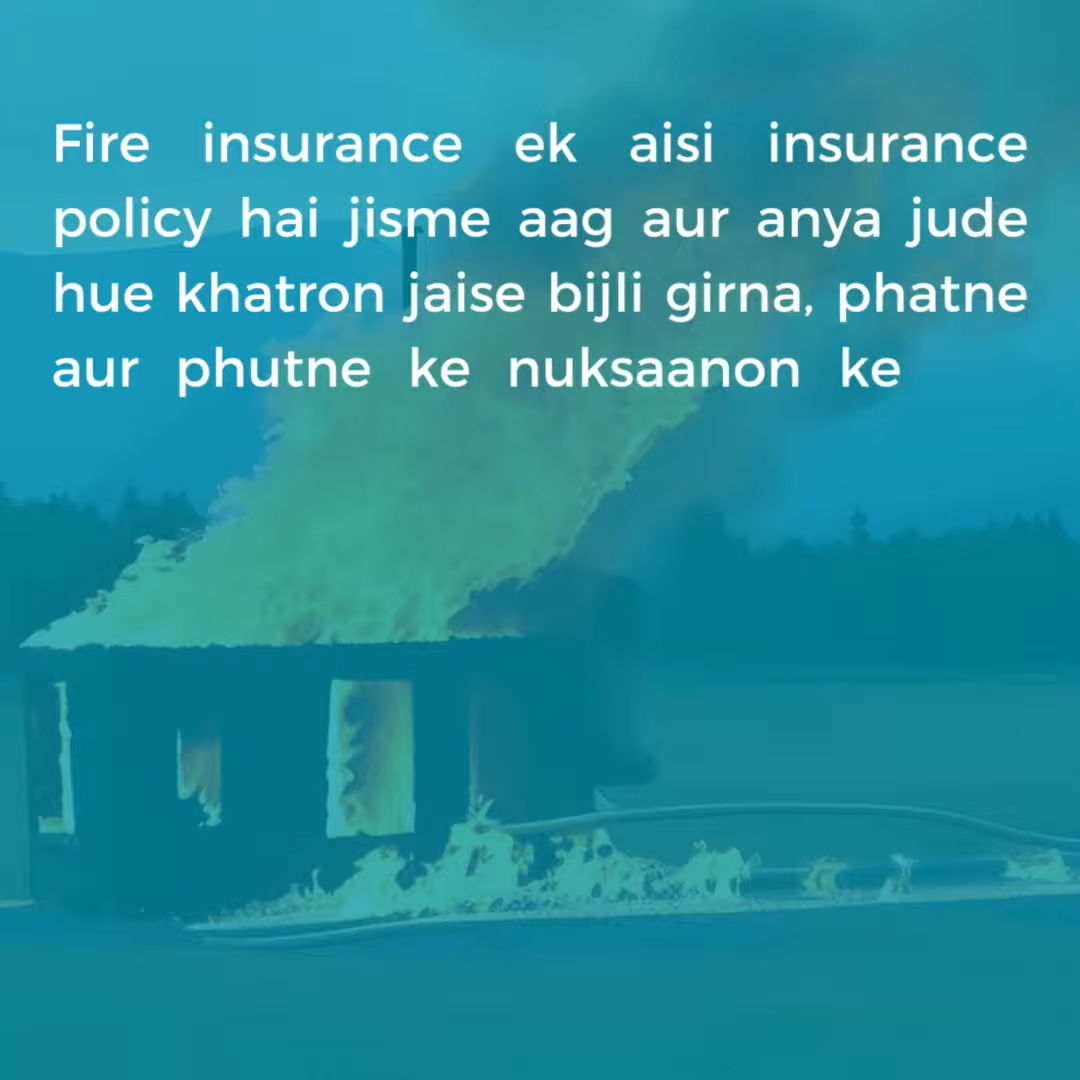 Fire insurance ek aisi insurance
policy hai jisme aag aur anya jude
hue khatron jaise bijli girna, phatne
aur phutne ke nuksaanon ke